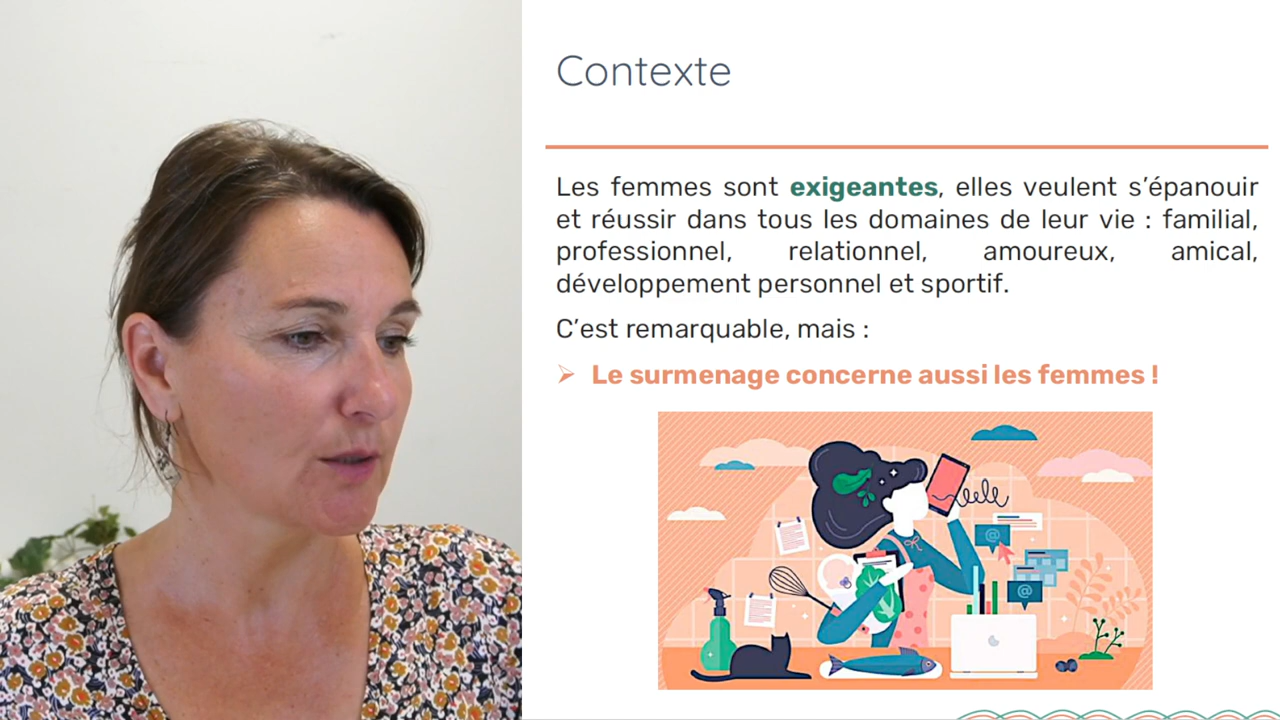 Contexte
Les femmes sont exigeantes, elles veulent s’épanouir
et réussir dans tous les domaines de leur vie : familial,
professionnel, relationnel, amoureux, amical,
développement personnel et sportif.
C’est remarquable, mais :
➢ Le surmenage concerne aussi les femmes !
@
@